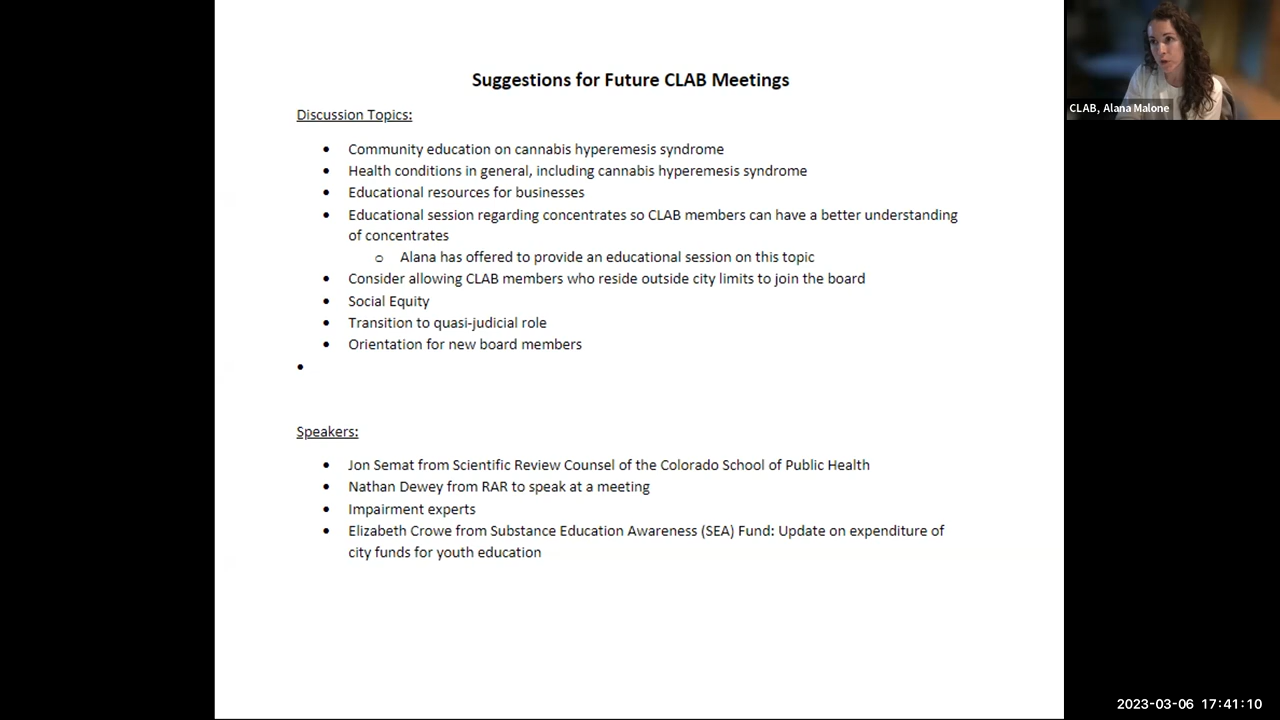 Suggestions for Future CLAB Meetings
CLAB, Alana Malone
Discussion Topics:
• Community education on cannabis hyperemesis syndrome
• Health conditions in general, including cannabis hyperemesis syndrome
• Educational resources for businesses
• Educational session regarding concentrates so CLAB members can have a better understanding
of concentrates
o Alana has offered to provide an educational session on this topic
• Consider allowing CLAB members who reside outside city limits to join the board
• Social Equity
• Transition to quasi-judicial role
• Orientation for new board members
•
Speakers:
• Jon Semat from Scientific Review Counsel of the Colorado School of Public Health
• Nathan Dewey from RAR to speak at a meeting
• Impairment experts
• Elizabeth Crowe from Substance Education Awareness (SEA) Fund: Update on expenditure of
city funds for youth education
2023-03-06 17:41:10